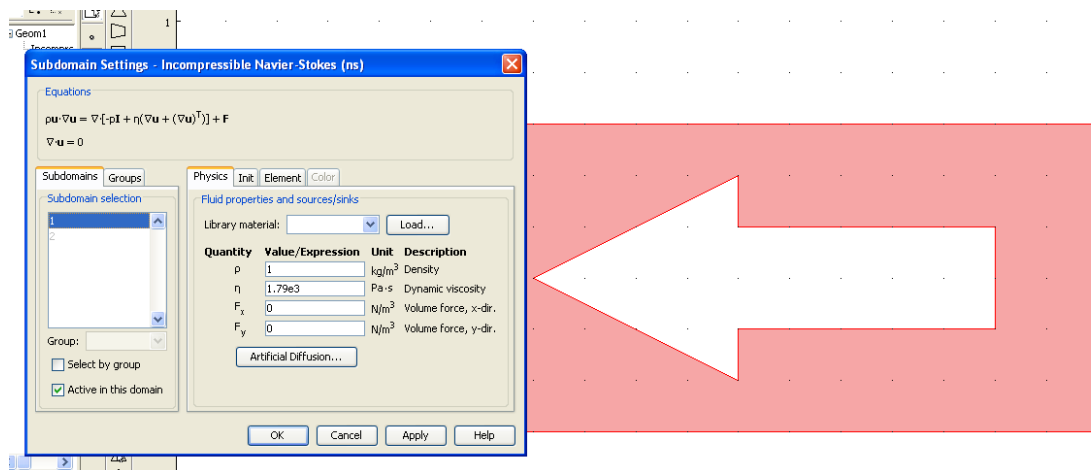 Geom1
1
Subdomain Settings - Incompressible Navier-Stokes (ns)
Equations
ρu·∇u = ∇·[-pI + η(∇u + (∇u)ᵀ)] + F
∇·u = 0
Subdomains Groups
Subdomain selection
1
2
Group:
Select by group
Active in this domain
Physics Init Element Color
Fluid properties and sources/sinks
Library material: Load...
Quantity Value/Expression Unit Description
ρ 1 kg/m³ Density
η 1.79e3 Pa·s Dynamic viscosity
Fx 0 N/m³ Volume force, x-dir.
Fy 0 N/m³ Volume force, y-dir.
Artificial Diffusion...
OK Cancel Apply Help